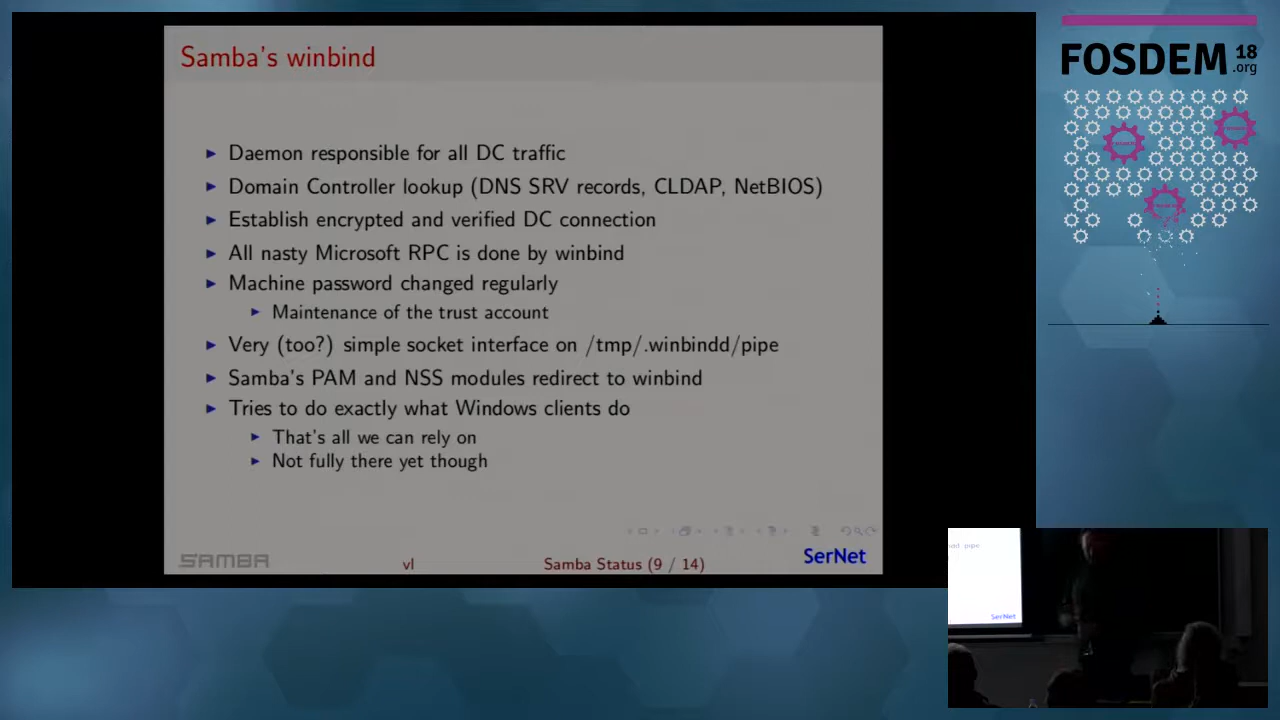 Samba's winbind
Daemon responsible for all DC traffic
Domain Controller lookup (DNS SRV records, CLDAP, NetBIOS)
Establish encrypted and verified DC connection
All nasty Microsoft RPC is done by winbind
Machine password changed regularly
Maintenance of the trust account
Very (too?) simple socket interface on /tmp/.winbindd/pipe
Samba's PAM and NSS modules redirect to winbind
Tries to do exactly what Windows clients do
That's all we can rely on
Not fully there yet though
SAMBA
vl
Samba Status (9 / 14)
SerNet
FOSDEM 18
.org
pipe
SerNet